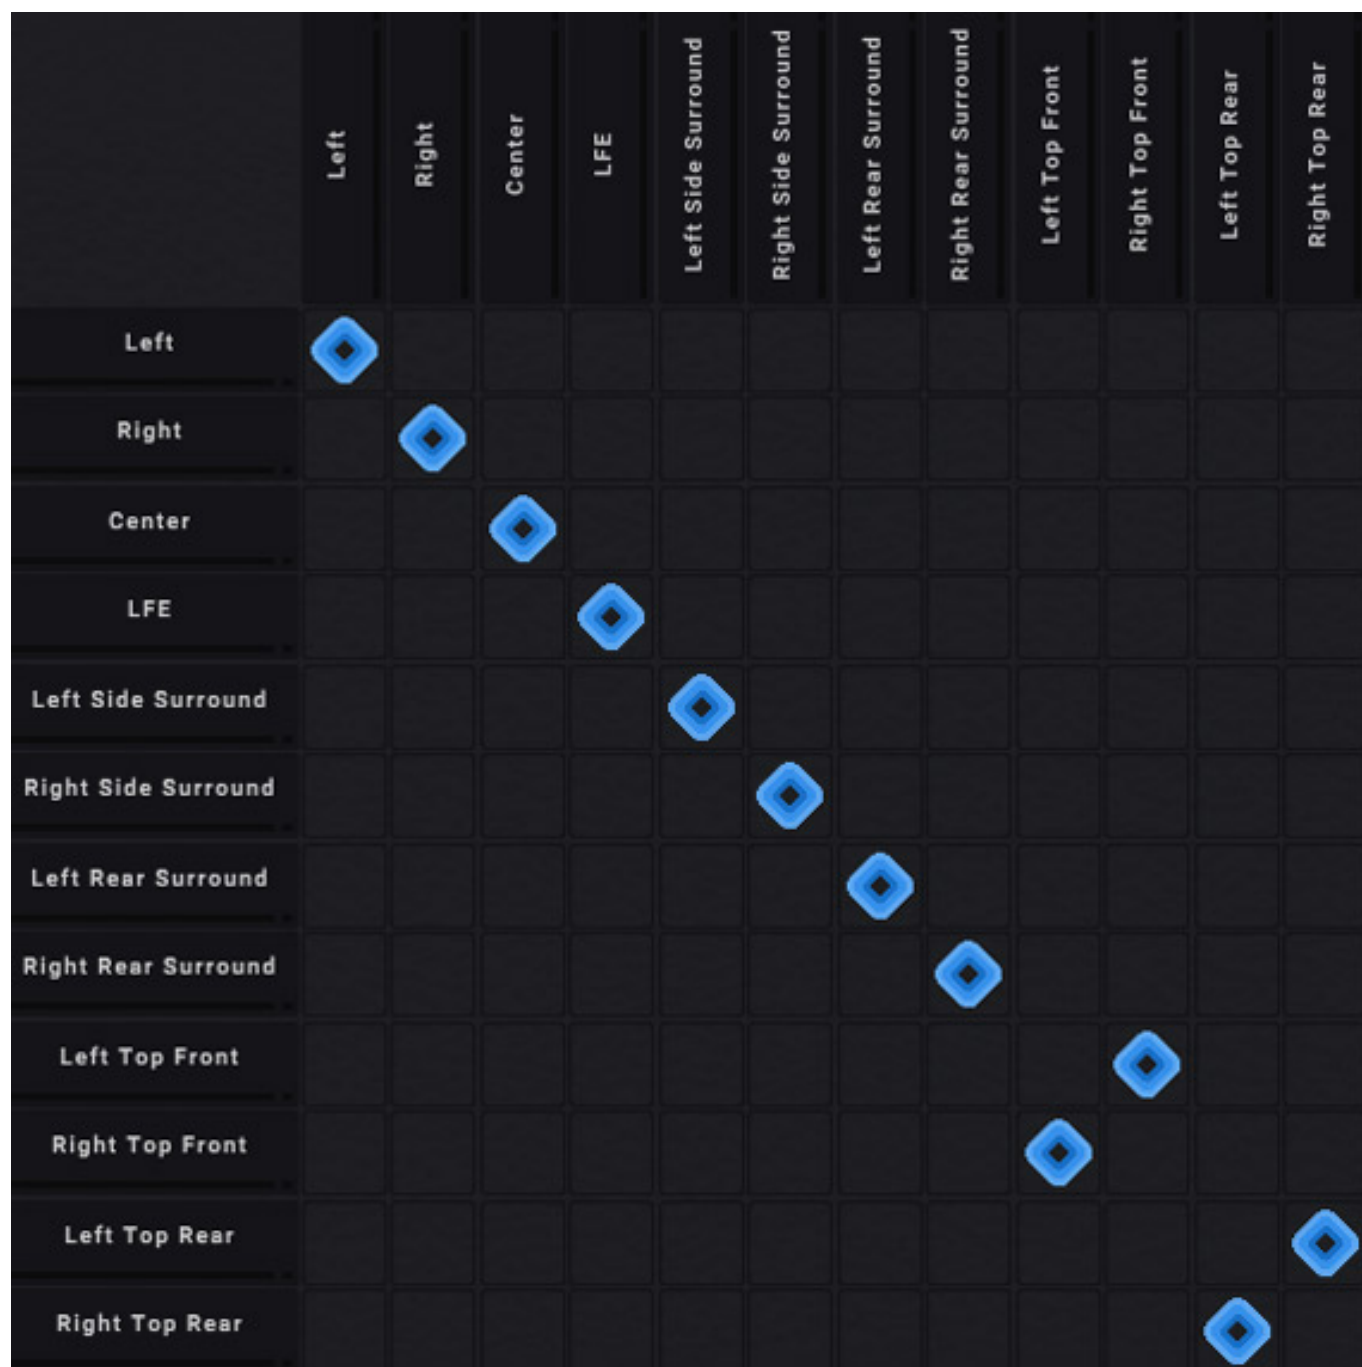 Left
Right
Center
LFE
Left Side Surround
Right Side Surround
Left Rear Surround
Right Rear Surround
Left Top Front
Right Top Front
Left Top Rear
Right Top Rear
Left
Right
Center
LFE
Left Side Surround
Right Side Surround
Left Rear Surround
Right Rear Surround
Left Top Front
Right Top Front
Left Top Rear
Right Top Rear